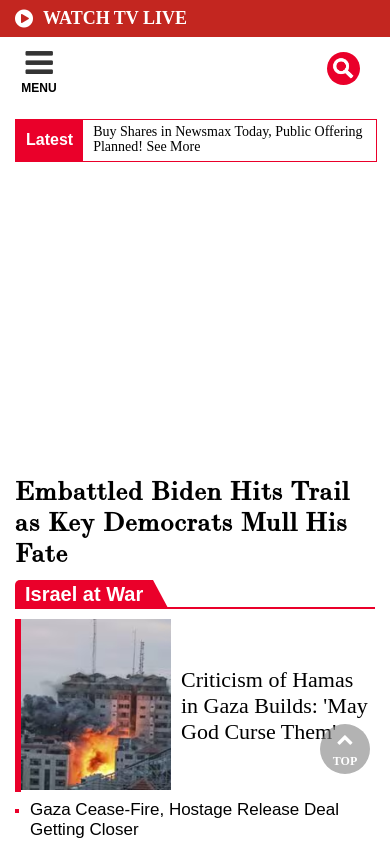 WATCH TV LIVE
MENU
Latest
Buy Shares in Newsmax Today, Public Offering
Planned! See More
Embattled Biden Hits Trail
as Key Democrats Mull His
Fate
Israel at War
Criticism of Hamas
in Gaza Builds: 'May
God Curse Them'
TOP
Gaza Cease-Fire, Hostage Release Deal
Getting Closer